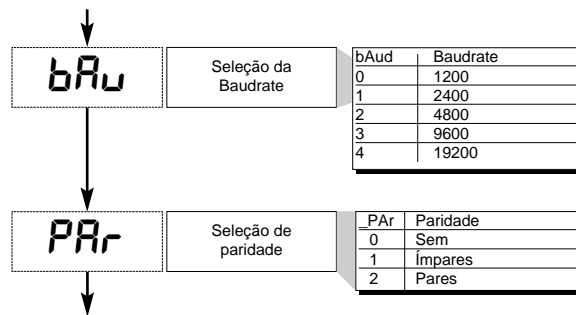 bAu
Seleção da
Baudrate
bAud Baudrate
0 1200
1 2400
2 4800
3 9600
4 19200
PAr
Seleção de
paridade
_PAr Paridade
0 Sem
1 Ímpares
2 Pares